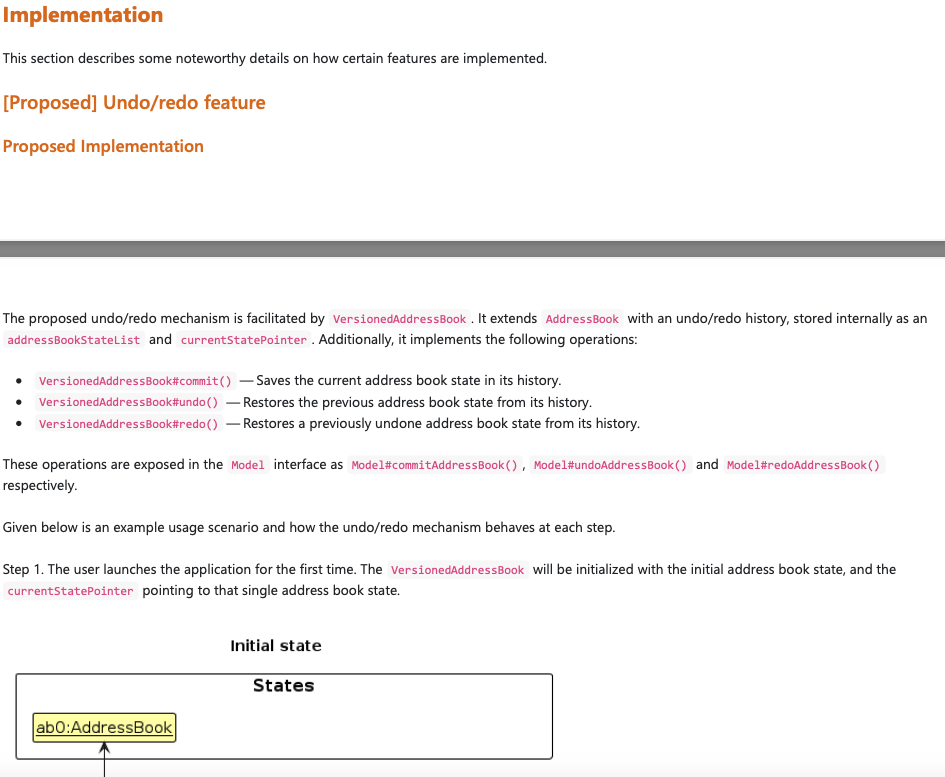 Implementation
This section describes some noteworthy details on how certain features are implemented.
[Proposed] Undo/redo feature
Proposed Implementation
The proposed undo/redo mechanism is facilitated by VersionedAddressBook . It extends AddressBook with an undo/redo history, stored internally as an
addressBookStateList and currentStatePointer . Additionally, it implements the following operations:
• VersionedAddressBook#commit() — Saves the current address book state in its history.
• VersionedAddressBook#undo() — Restores the previous address book state from its history.
• VersionedAddressBook#redo() — Restores a previously undone address book state from its history.
These operations are exposed in the Model interface as Model#commitAddressBook() , Model#undoAddressBook() and Model#redoAddressBook()
respectively.
Given below is an example usage scenario and how the undo/redo mechanism behaves at each step.
Step 1. The user launches the application for the first time. The VersionedAddressBook will be initialized with the initial address book state, and the
currentStatePointer pointing to that single address book state.
Initial state
States
ab0:AddressBook